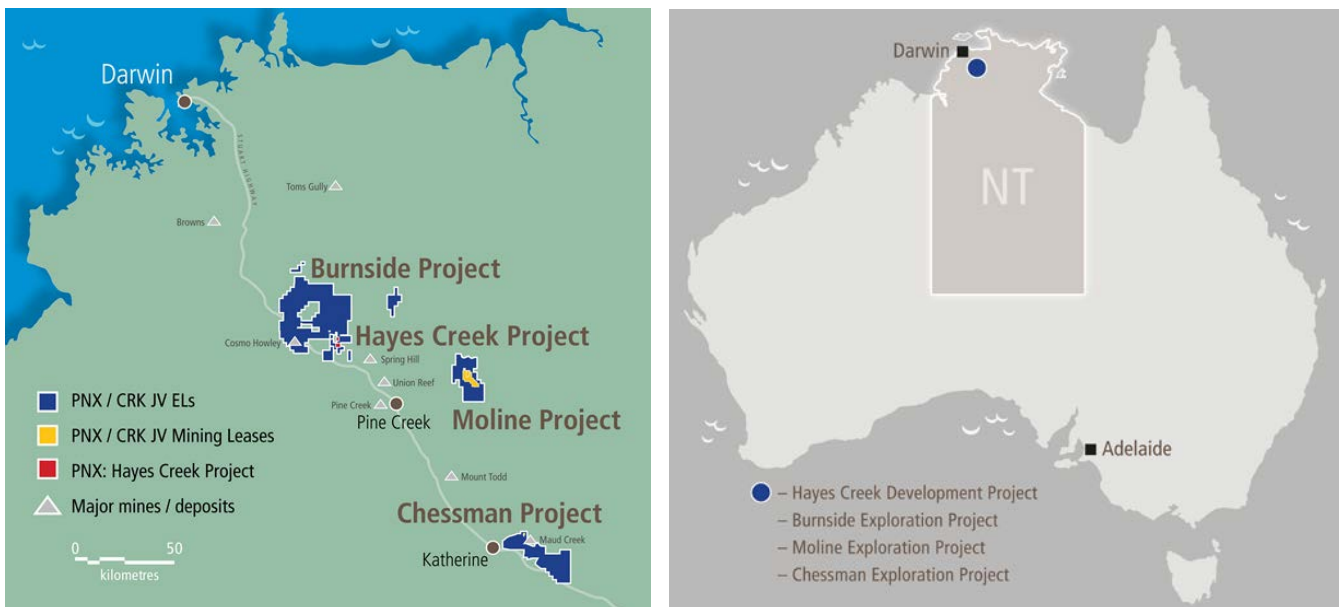 Darwin
STUART HIGHWAY
Toms Gully
Browns
Burnside Project
Hayes Creek Project
Cosmo Howley
Spring Hill
Union Reef
Pine Creek
Pine Creek
Moline Project
Mount Todd
Chessman Project
Maud Creek
Katherine
PNX / CRK JV ELs
PNX / CRK JV Mining Leases
PNX: Hayes Creek Project
Major mines / deposits
0 50
kilometres
Darwin
NT
Adelaide
– Hayes Creek Development Project
– Burnside Exploration Project
– Moline Exploration Project
– Chessman Exploration Project